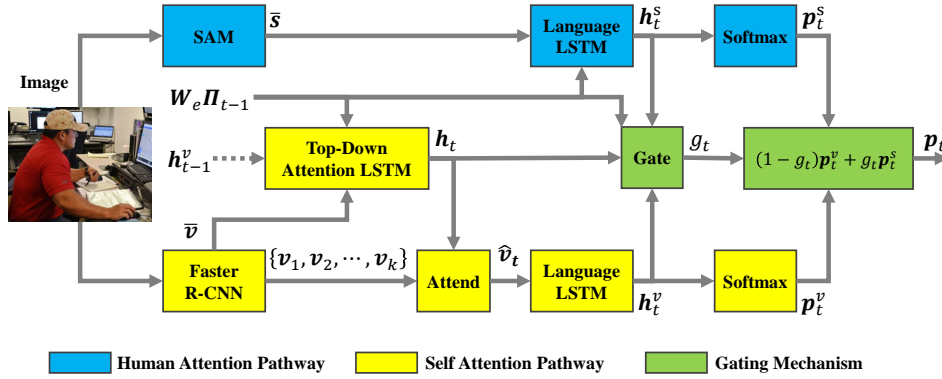 Image
SAM
s̄
Language
LSTM
h_t^s
Softmax
p_t^s
W_e Π_{t−1}
h_{t−1}^v
Top-Down
Attention LSTM
h_t
Gate
g_t
(1 − g_t)p_t^v + g_t p_t^s
p_t
v̄
Faster
R-CNN
{v_1, v_2, ⋯, v_k}
Attend
v̂_t
Language
LSTM
h_t^v
Softmax
p_t^v
Human Attention Pathway
Self Attention Pathway
Gating Mechanism